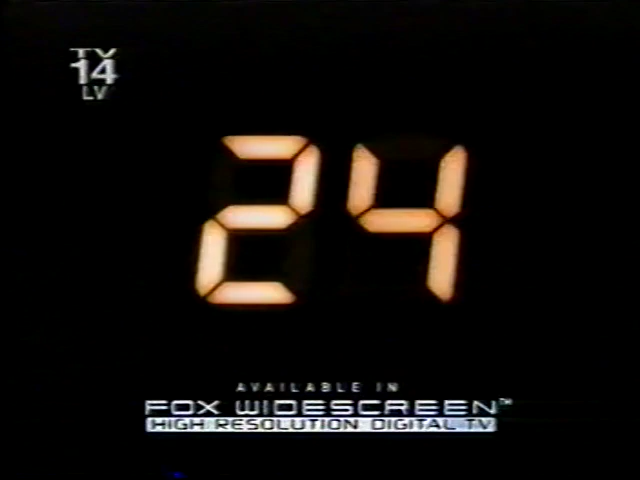 TV
14
LV
24
AVAILABLE IN
FOX WIDESCREEN™
HIGH RESOLUTION DIGITAL TV